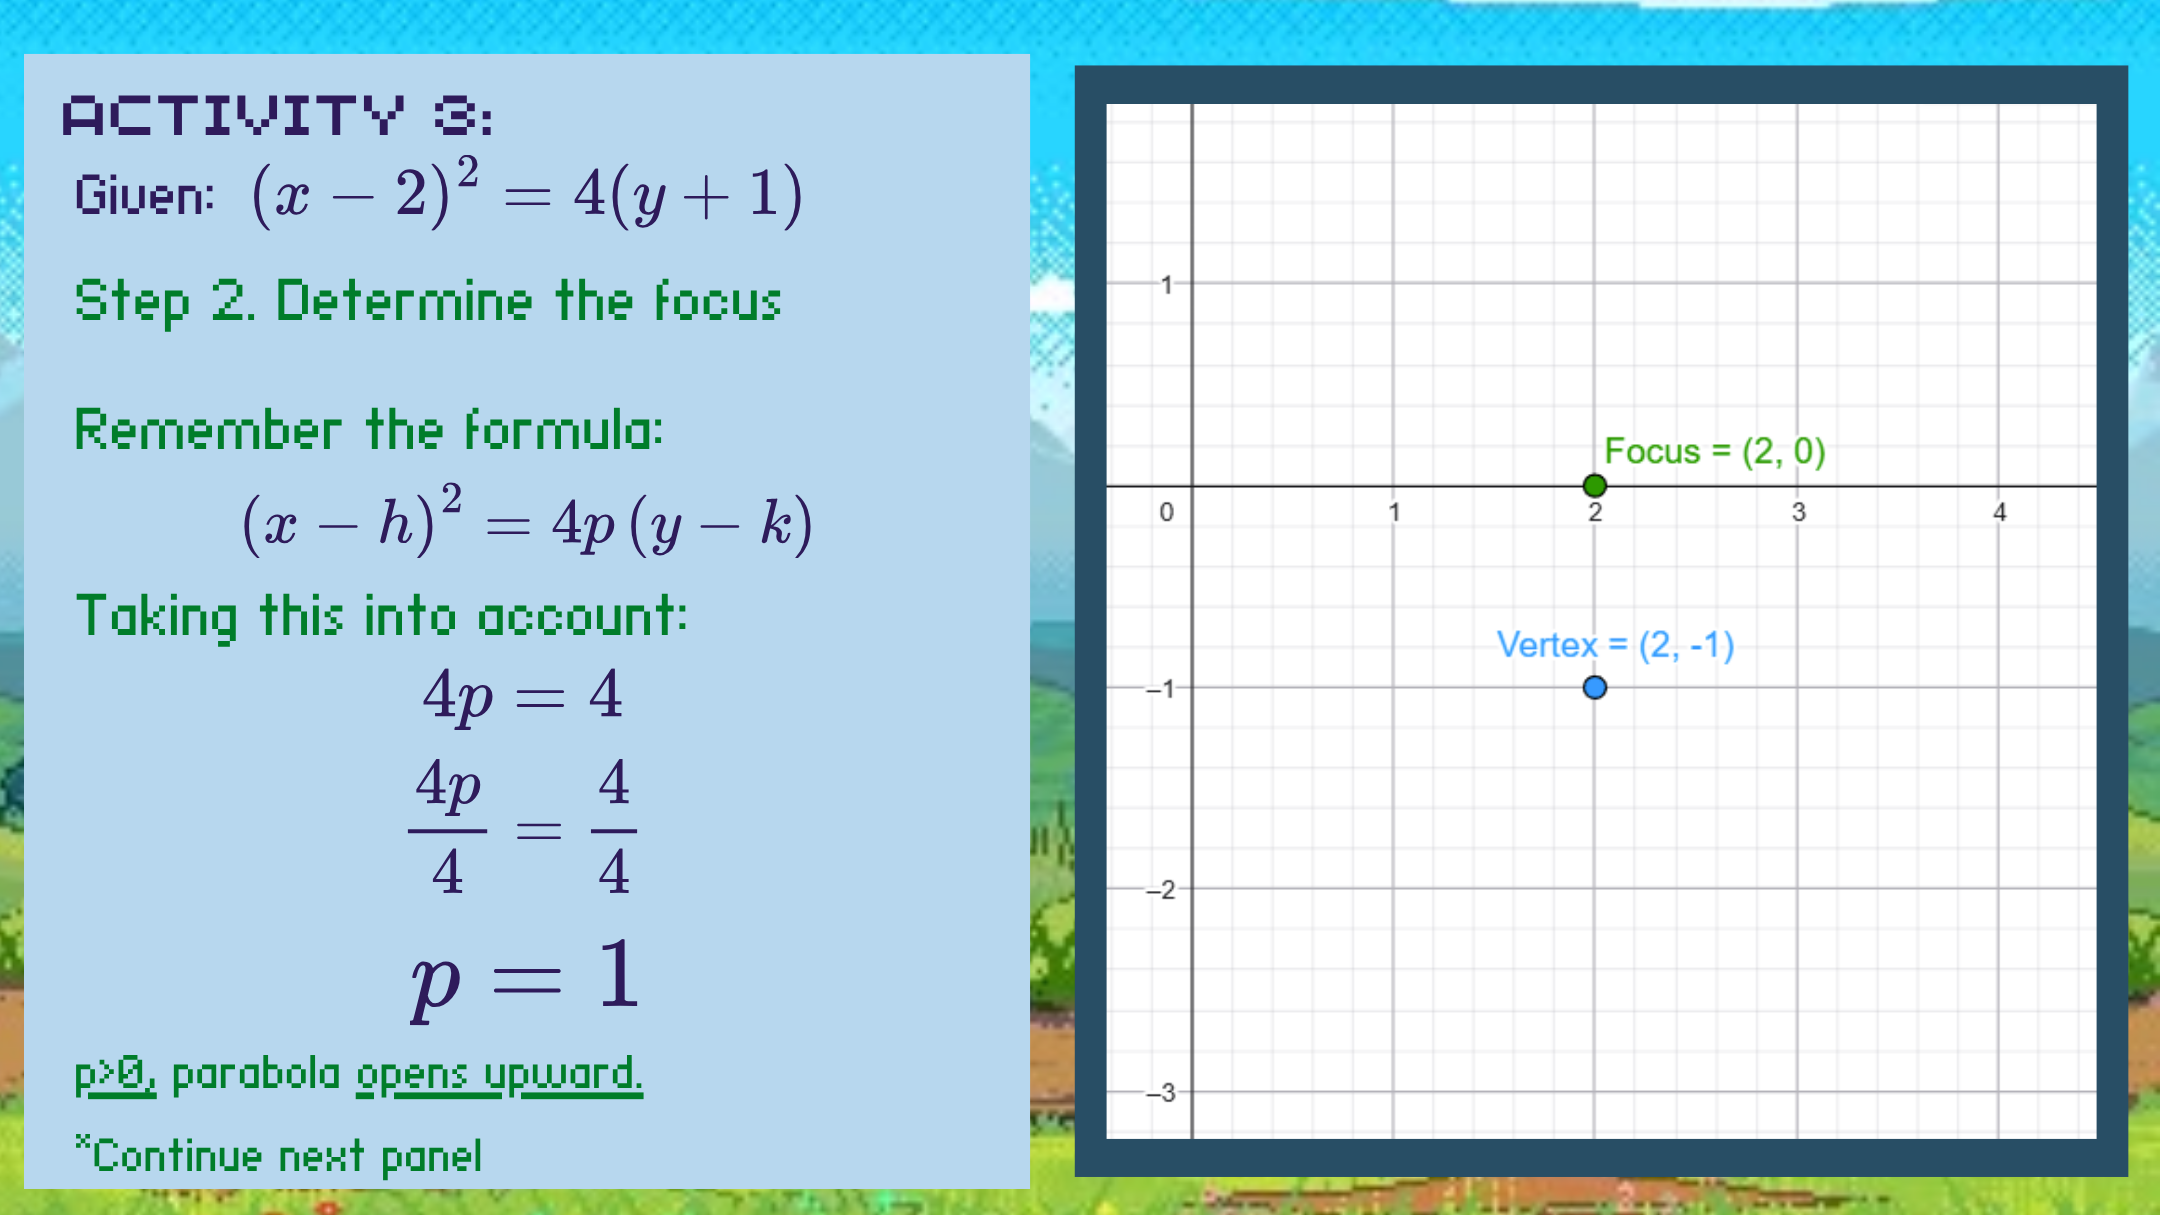 ACTIVITY 3:
Given: (x − 2)² = 4(y + 1)
Step 2. Determine the focus
Remember the formula:
(x − h)² = 4p (y − k)
Taking this into account:
4p = 4
4p/4 = 4/4
p = 1
p>0, parabola opens upward.
*Continue next panel
1
Focus = (2, 0)
0 1 2 3 4
Vertex = (2, -1)
–1
–2
–3